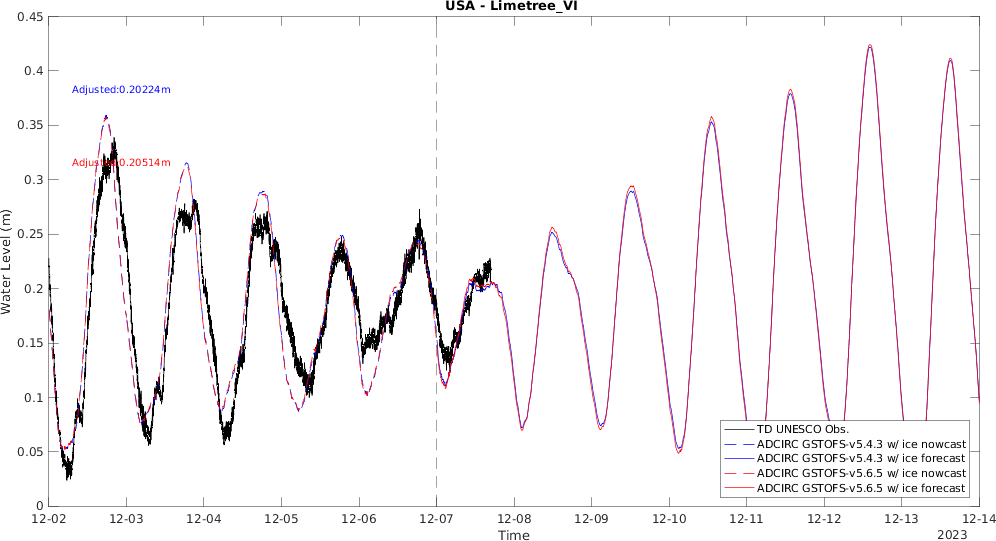 USA - Limetree_VI
0.45
0.4
0.35
0.3
0.25
0.2
0.15
0.1
0.05
0
Water Level (m)
Adjusted:0.20224m
Adjusted:0.20514m
TD UNESCO Obs.
ADCIRC GSTOFS-v5.4.3 w/ ice nowcast
ADCIRC GSTOFS-v5.4.3 w/ ice forecast
ADCIRC GSTOFS-v5.6.5 w/ ice nowcast
ADCIRC GSTOFS-v5.6.5 w/ ice forecast
12-02 12-03 12-04 12-05 12-06 12-07 12-08 12-09 12-10 12-11 12-12 12-13 12-14
Time
2023